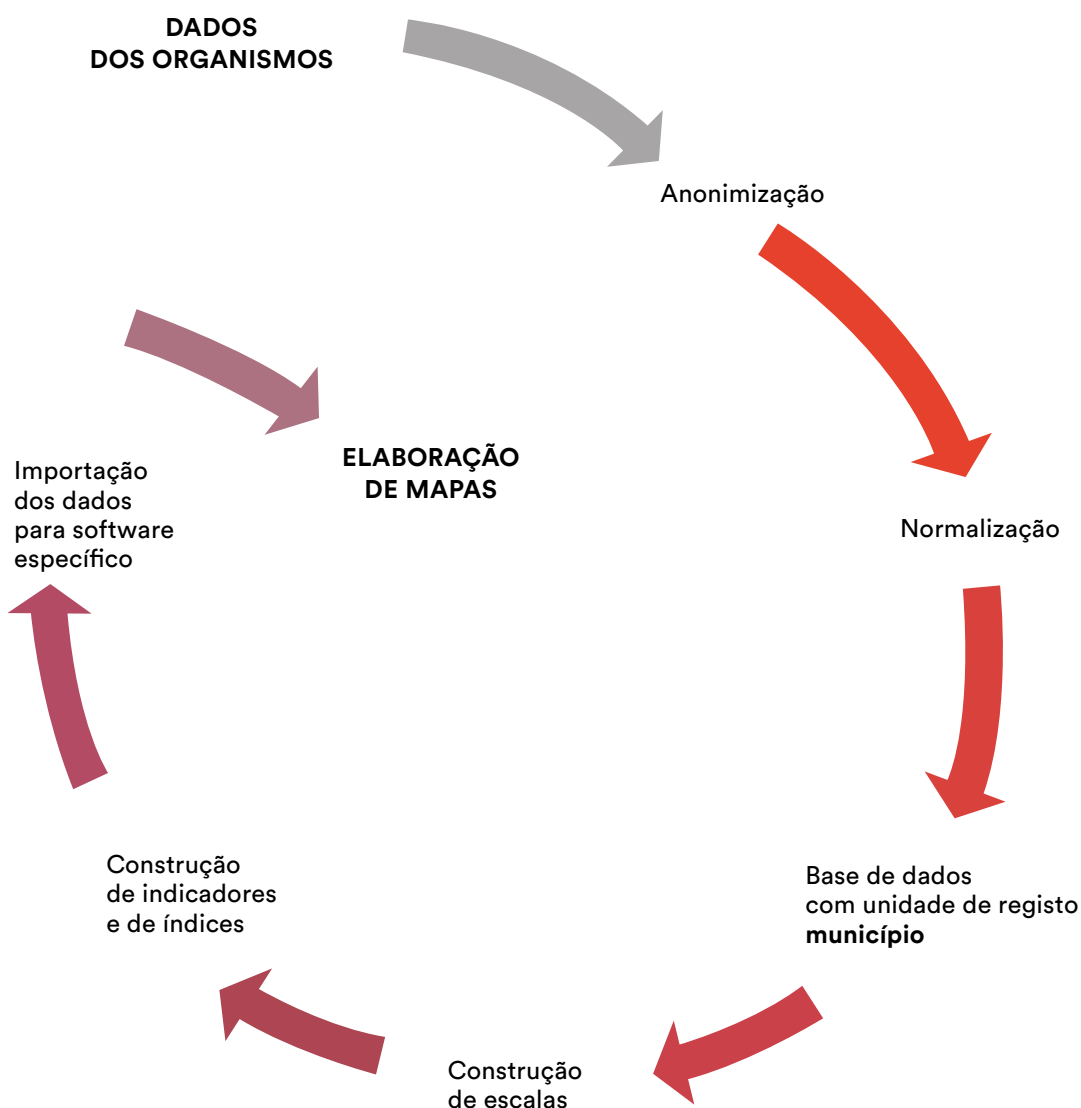 DADOS
DOS ORGANISMOS
Anonimização
Normalização
Base de dados
com unidade de registo
município
Construção
de escalas
Construção
de indicadores
e de índices
Importação
dos dados
para software
específico
ELABORAÇÃO
DE MAPAS